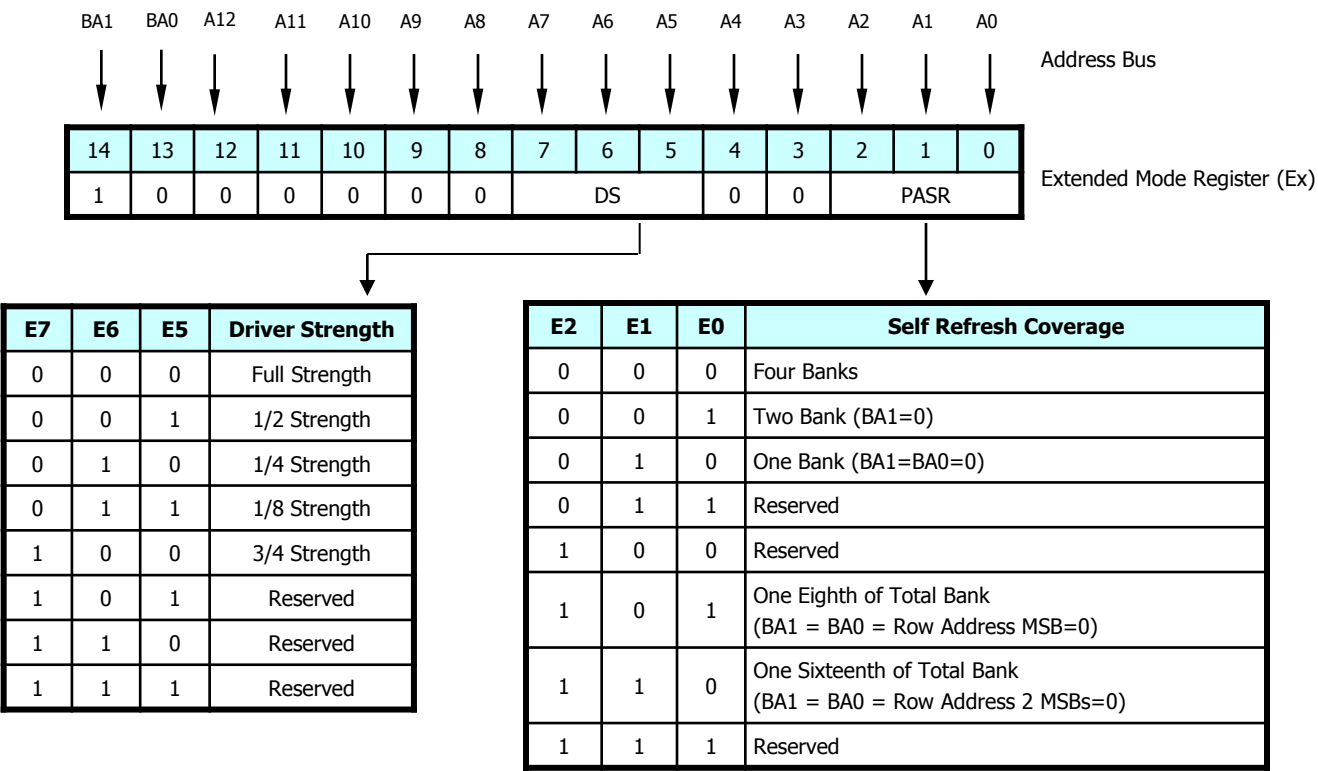 BA1 BA0 A12 A11 A10 A9 A8 A7 A6 A5 A4 A3 A2 A1 A0
Address Bus
14 13 12 11 10 9 8 7 6 5 4 3 2 1 0
1 0 0 0 0 0 0 DS 0 0 PASR
Extended Mode Register (Ex)
E7 E6 E5 Driver Strength
0 0 0 Full Strength
0 0 1 1/2 Strength
0 1 0 1/4 Strength
0 1 1 1/8 Strength
1 0 0 3/4 Strength
1 0 1 Reserved
1 1 0 Reserved
1 1 1 Reserved
E2 E1 E0 Self Refresh Coverage
0 0 0 Four Banks
0 0 1 Two Bank (BA1=0)
0 1 0 One Bank (BA1=BA0=0)
0 1 1 Reserved
1 0 0 Reserved
1 0 1 One Eighth of Total Bank
(BA1 = BA0 = Row Address MSB=0)
1 1 0 One Sixteenth of Total Bank
(BA1 = BA0 = Row Address 2 MSBs=0)
1 1 1 Reserved